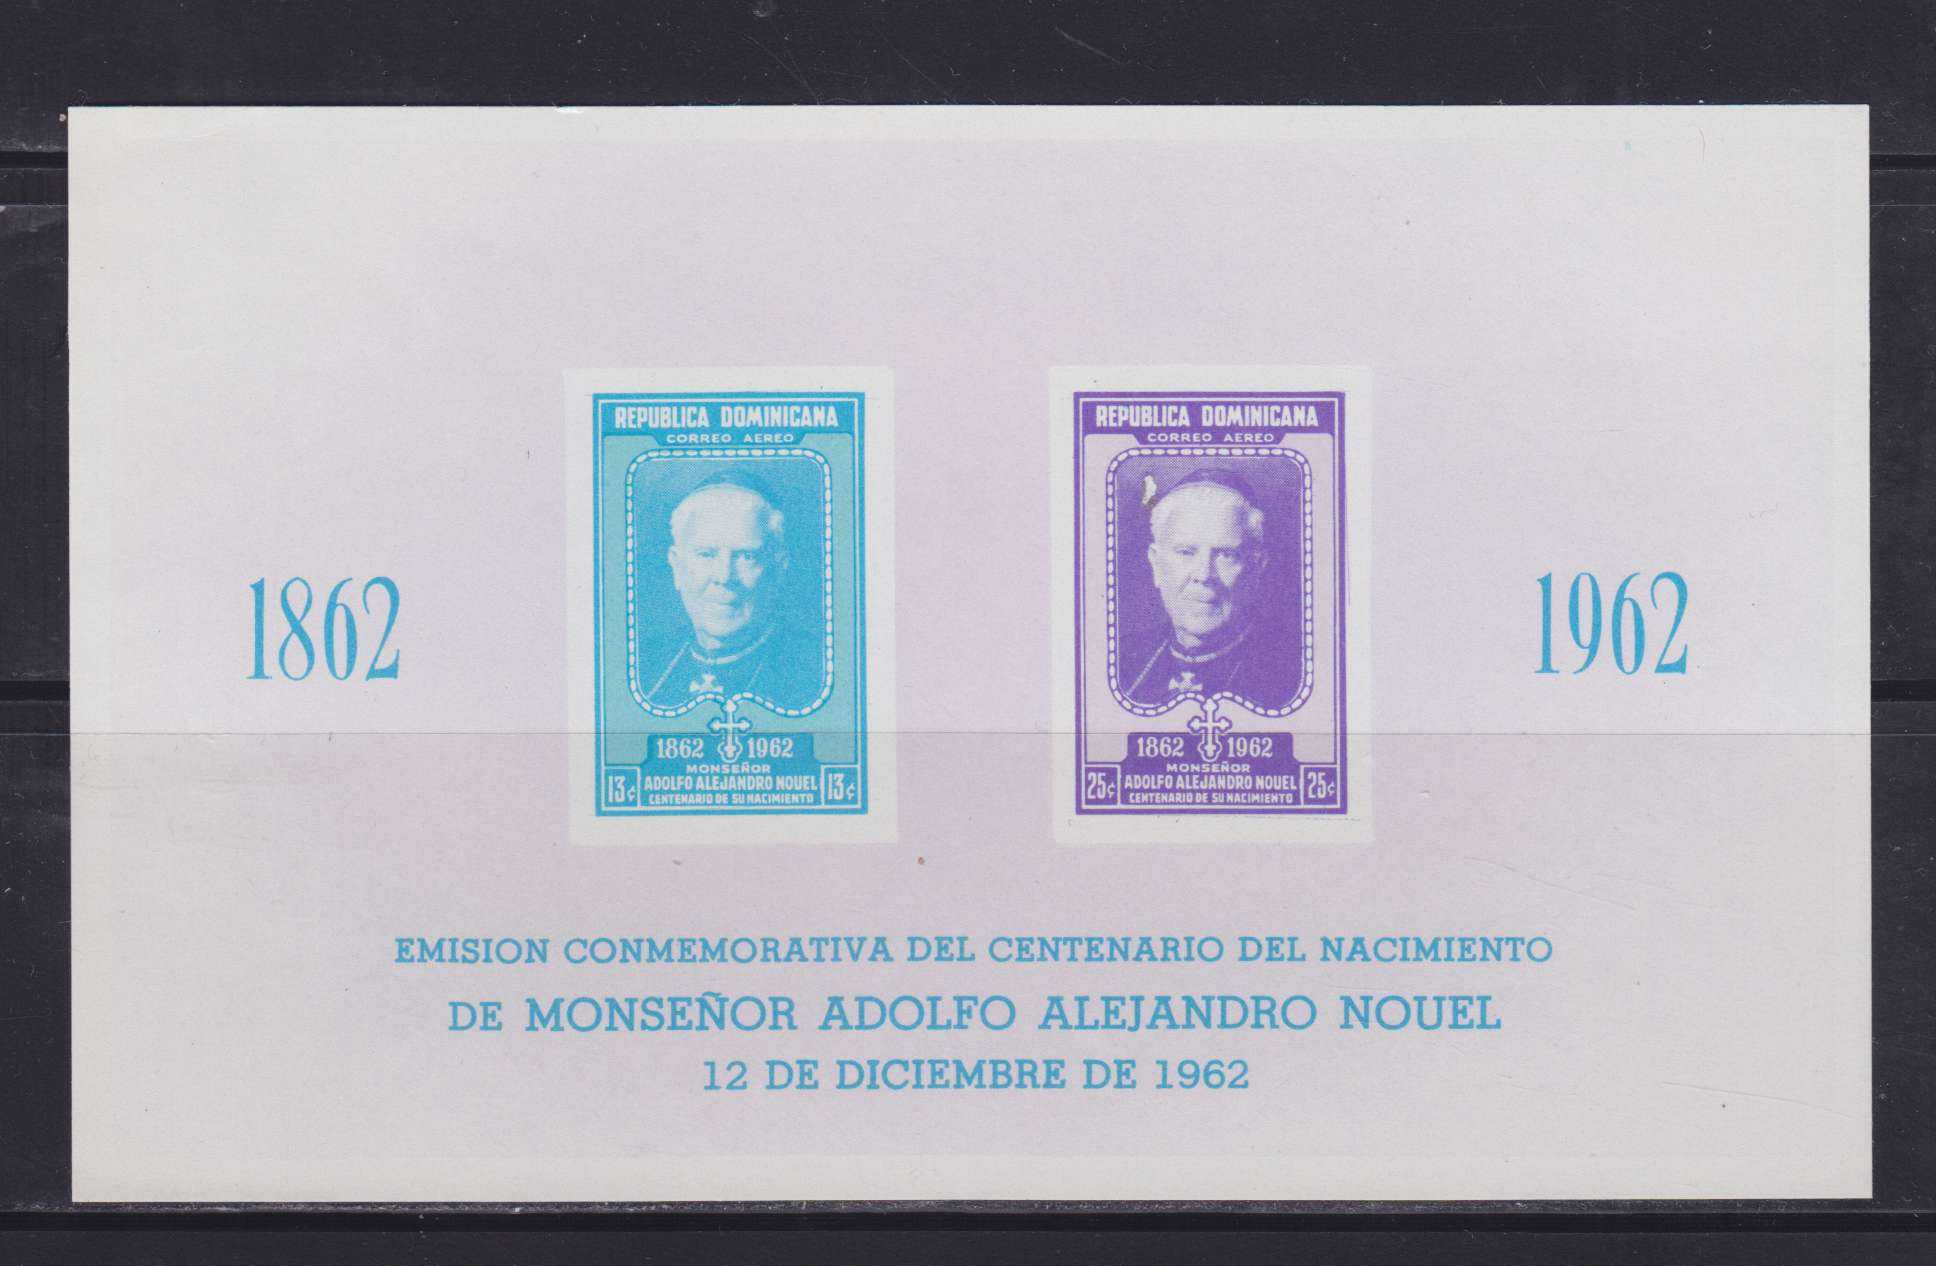 REPUBLICA DOMINICANA
CORREO AEREO
1862 1962
MONSEÑOR
13¢ ADOLFO ALEJANDRO NOUEL 13¢
CENTENARIO DE SU NACIMIENTO
REPUBLICA DOMINICANA
CORREO AEREO
1862 1962
MONSEÑOR
25¢ ADOLFO ALEJANDRO NOUEL 25¢
CENTENARIO DE SU NACIMIENTO
1862
1962
EMISION CONMEMORATIVA DEL CENTENARIO DEL NACIMIENTO
DE MONSEÑOR ADOLFO ALEJANDRO NOUEL
12 DE DICIEMBRE DE 1962